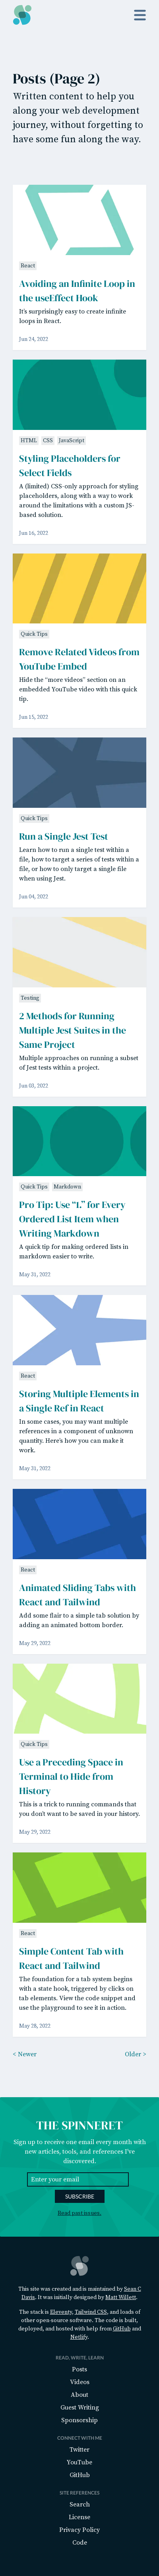 Posts (Page 2)
Written content to help you
along your web development
journey, without forgetting to
have some fun along the way.
React
Avoiding an Infinite Loop in
the useEffect Hook
It's surprisingly easy to create infinite
loops in React.
Jun 24, 2022
HTML CSS JavaScript
Styling Placeholders for
Select Fields
A (limited) CSS-only approach for styling
placeholders, along with a way to work
around the limitations with a custom JS-
based solution.
Jun 16, 2022
Quick Tips
Remove Related Videos from
YouTube Embed
Hide the “more videos” section on an
embedded YouTube video with this quick
tip.
Jun 15, 2022
Quick Tips
Run a Single Jest Test
Learn how to run a single test within a
file, how to target a series of tests within a
file, or how to only target a single file
when using Jest.
Jun 04, 2022
Testing
2 Methods for Running
Multiple Jest Suites in the
Same Project
Multiple approaches on running a subset
of Jest tests within a project.
Jun 03, 2022
Quick Tips Markdown
Pro Tip: Use “1.” for Every
Ordered List Item when
Writing Markdown
A quick tip for making ordered lists in
markdown easier to write.
May 31, 2022
React
Storing Multiple Elements in
a Single Ref in React
In some cases, you may want multiple
references in a component of unknown
quantity. Here's how you can make it
work.
May 31, 2022
React
Animated Sliding Tabs with
React and Tailwind
Add some flair to a simple tab solution by
adding an animated bottom border.
May 29, 2022
Quick Tips
Use a Preceding Space in
Terminal to Hide from
History
This is a trick to running commands that
you don't want to be saved in your history.
May 29, 2022
React
Simple Content Tab with
React and Tailwind
The foundation for a tab system begins
with a state hook, triggered by clicks on
tab elements. View the code snippet and
use the playground to see it in action.
May 28, 2022
< Newer Older >
THE SPINNERET
Sign up to receive one email every month with
new articles, tools, and references I've
discovered.
Enter your email
SUBSCRIBE
Read past issues.
This site was created and is maintained by Sean C
Davis. It was initially designed by Matt Willett.
The stack is Eleventy, Tailwind CSS, and loads of
other open-source software. The code is built,
deployed, and hosted with help from GitHub and
Netlify.
READ, WRITE, LEARN
Posts
Videos
About
Guest Writing
Sponsorship
CONNECT WITH ME
Twitter
YouTube
GitHub
SITE REFERENCES
Search
License
Privacy Policy
Code